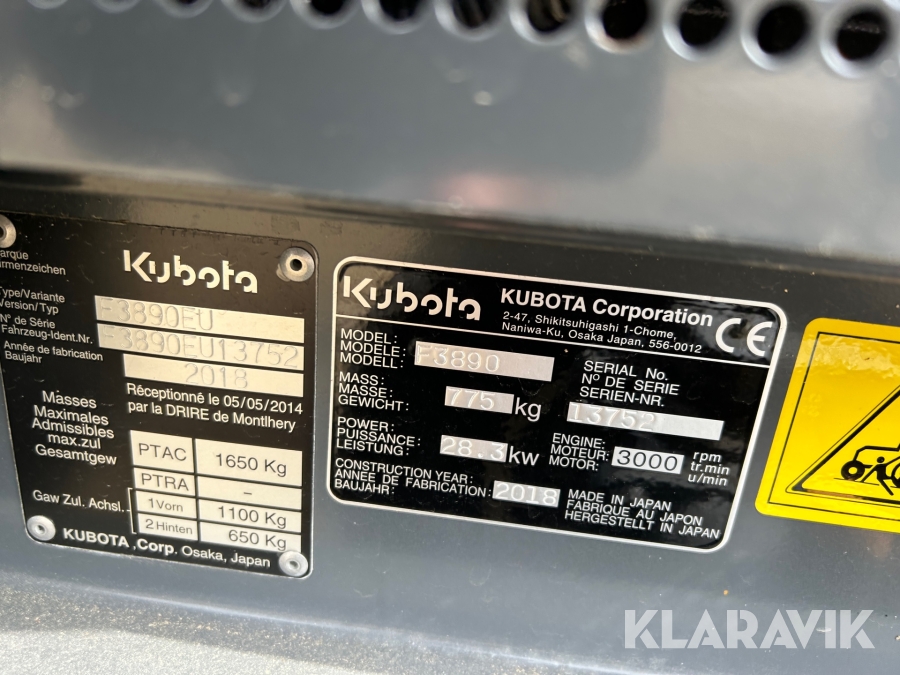 Kubota
arque
rmenzeichen
Type/Variante
Version/Typ
F3890EU
N° de Série
Fahrzeug-Ident.Nr.
F3890EU13752
Année de fabrication
Baujahr
2018
Réceptionné le 05/05/2014
par la DRIRE de Montlhery
Masses
Maximales
Admissibles
max.zul
Gesamtgew
PTAC 1650 Kg
PTRA –
Gaw Zul. Achsl.
1 Vorn 1100 Kg
2 Hinten 650 Kg
KUBOTA ,Corp. Osaka, Japan
Kubota
KUBOTA Corporation
2-47, Shikitsuhigashi 1-Chome,
Naniwa-Ku, Osaka Japan, 556-0012
CE
MODEL:
MODELE:
MODELL:
F3890
MASS:
MASSE:
GEWICHT:
775 kg
POWER:
PUISSANCE:
LEISTUNG:
28.3 kw
CONSTRUCTION YEAR:
ANNÉE DE FABRICATION:
BAUJAHR:
2018
SERIAL No.
Nº DE SERIE
SERIEN-NR.
13752
ENGINE:
MOTEUR:
MOTOR:
3000
rpm
tr.min
u/min
MADE IN JAPAN
FABRIQUE AU JAPON
HERGESTELLT IN JAPAN
KLARAVIK